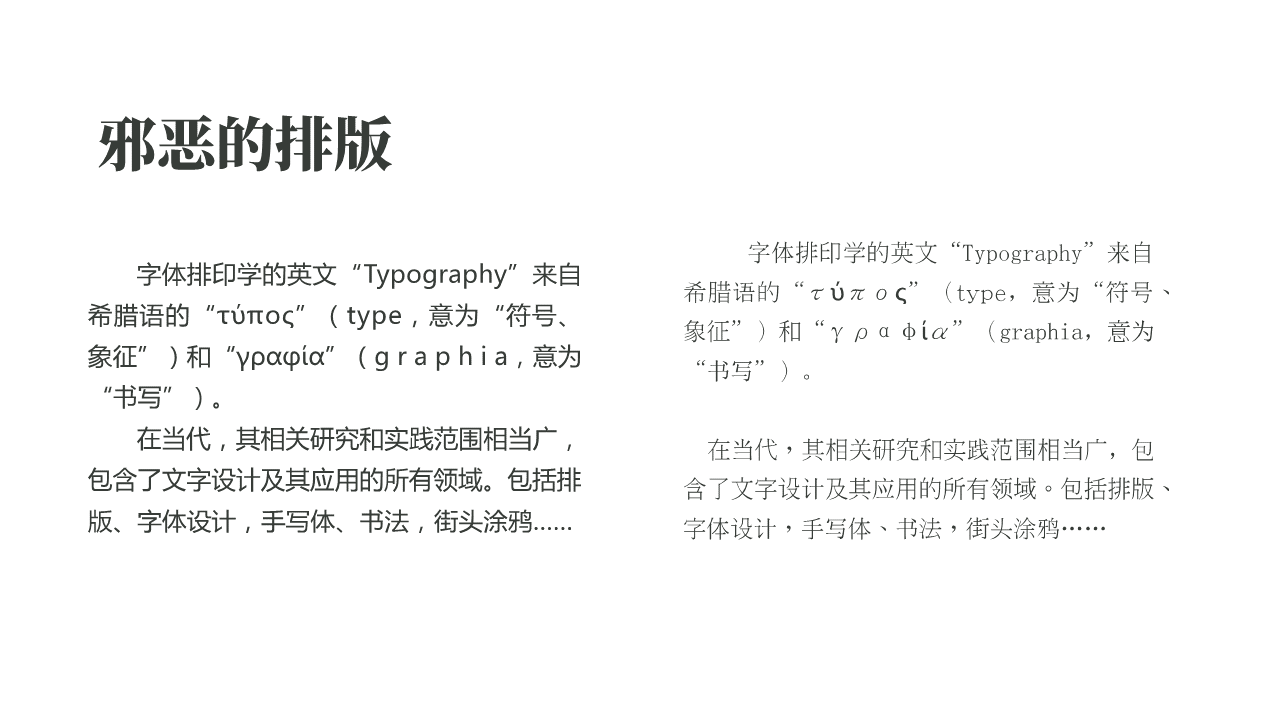 邪恶的排版
字体排印学的英文“Typography”来自
希腊语的“τύπος”（type，意为“符号、
象征”）和“γραφία”（graphia，意为
“书写”）。
在当代，其相关研究和实践范围相当广，
包含了文字设计及其应用的所有领域。包括排
版、字体设计，手写体、书法，街头涂鸦……
字体排印学的英文“Typography”来自
希腊语的“τύπος”（type，意为“符号、
象征”）和“γραφία”（graphia，意为
“书写”）。
在当代，其相关研究和实践范围相当广，包
含了文字设计及其应用的所有领域。包括排版、
字体设计，手写体、书法，街头涂鸦……